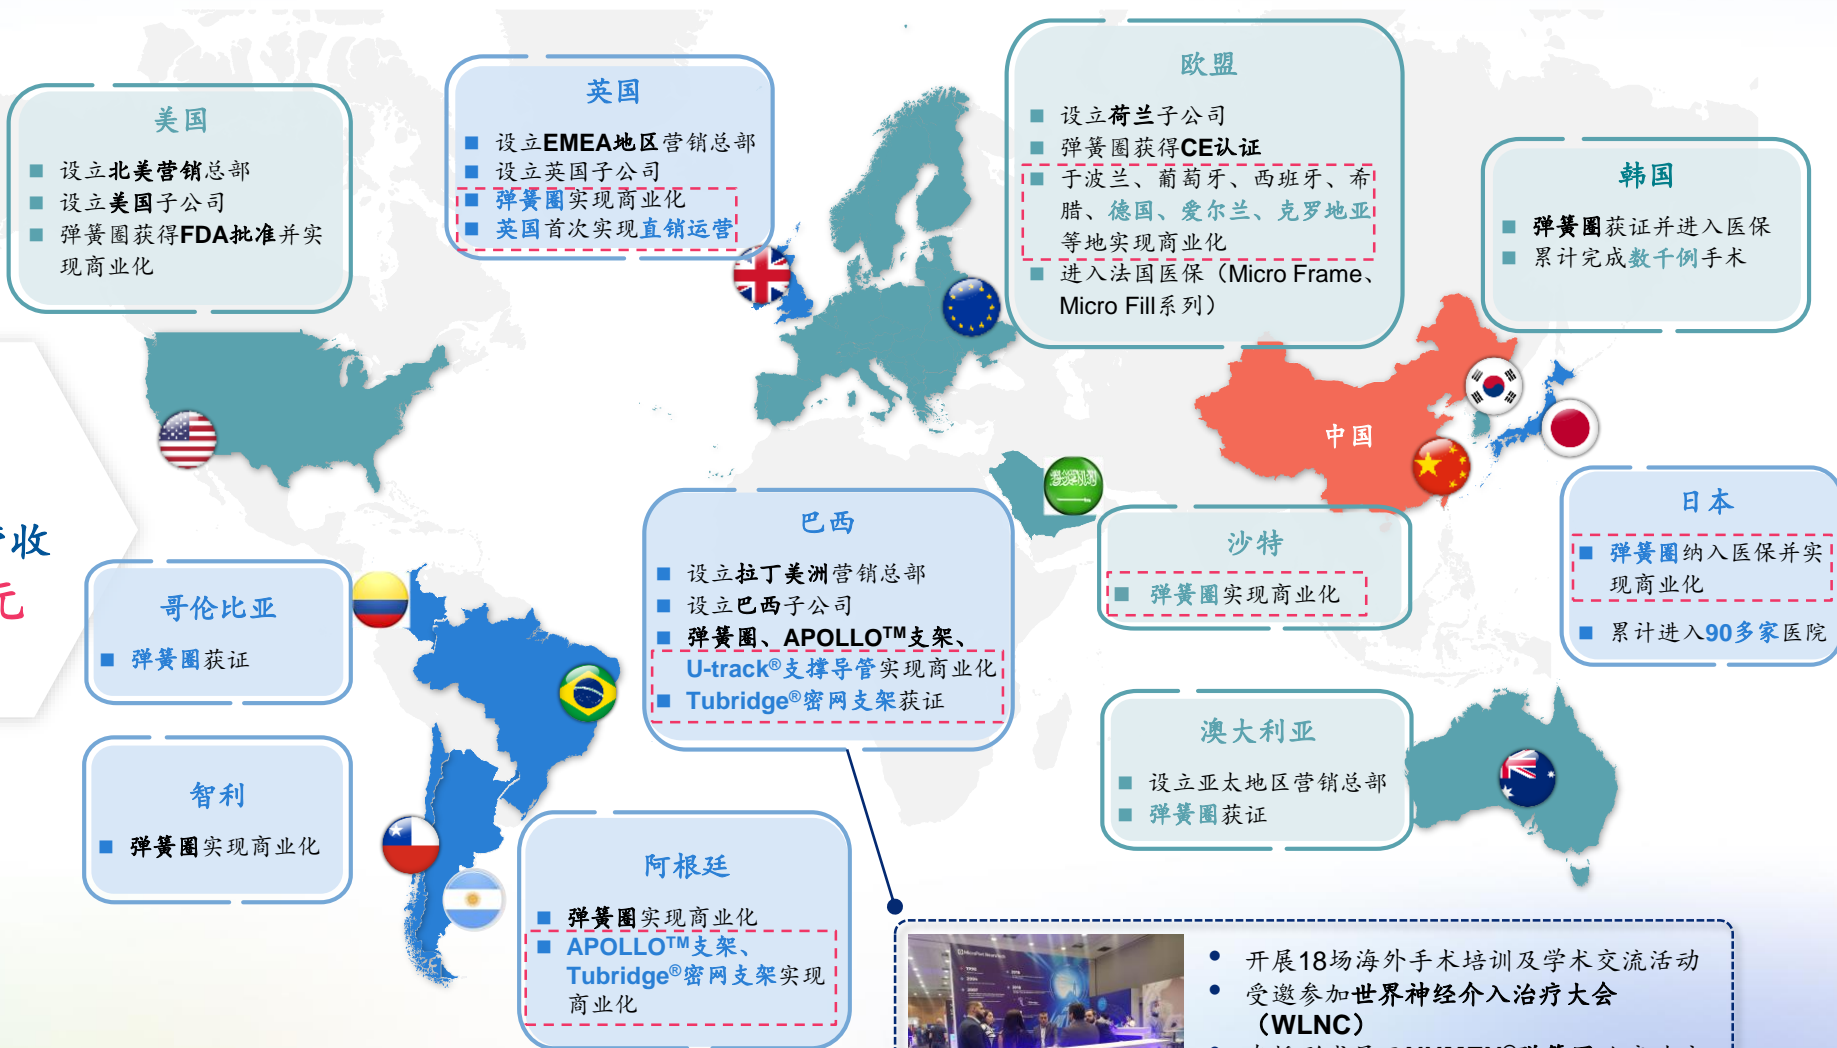 美国
设立北美营销总部
设立美国子公司
弹簧圈获得FDA批准并实
现商业化
英国
设立EMEA地区营销总部
设立英国子公司
弹簧圈实现商业化
英国首次实现直销运营
欧盟
设立荷兰子公司
弹簧圈获得CE认证
于波兰、葡萄牙、西班牙、希
腊、德国、爱尔兰、克罗地亚
等地实现商业化
进入法国医保（Micro Frame、
Micro Fill系列）
韩国
弹簧圈获证并进入医保
累计完成数千例手术
中国
收
元
哥伦比亚
弹簧圈获证
巴西
设立拉丁美洲营销总部
设立巴西子公司
弹簧圈、APOLLO™支架、
U-track®支撑导管实现商业化
Tubridge®密网支架获证
沙特
弹簧圈实现商业化
日本
弹簧圈纳入医保并实
现商业化
累计进入90多家医院
智利
弹簧圈实现商业化
澳大利亚
设立亚太地区营销总部
弹簧圈获证
阿根廷
弹簧圈实现商业化
APOLLO™支架、
Tubridge®密网支架实现
商业化
开展18场海外手术培训及学术交流活动
受邀参加世界神经介入治疗大会
（WLNC）